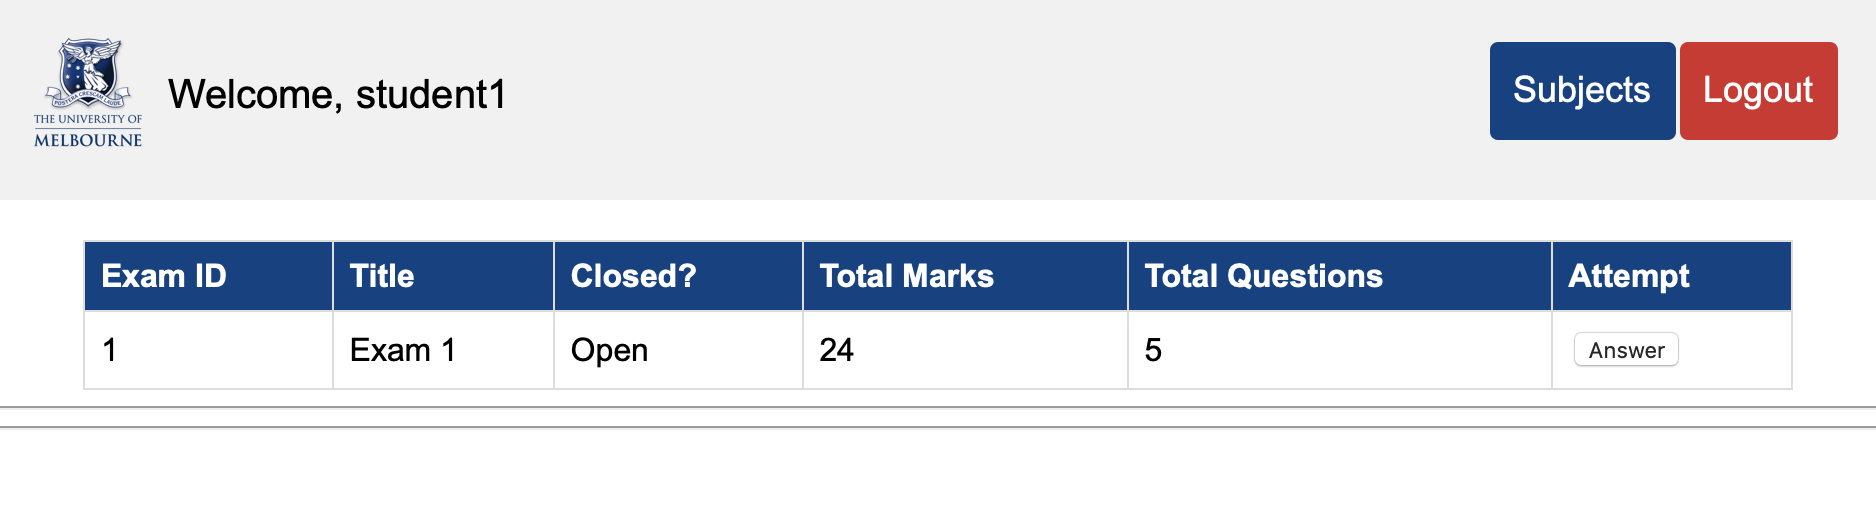 POSTERA CRESCAM LAUDE
THE UNIVERSITY OF
MELBOURNE
Welcome, student1
Subjects Logout
Exam ID Title Closed? Total Marks Total Questions Attempt
1 Exam 1 Open 24 5 Answer